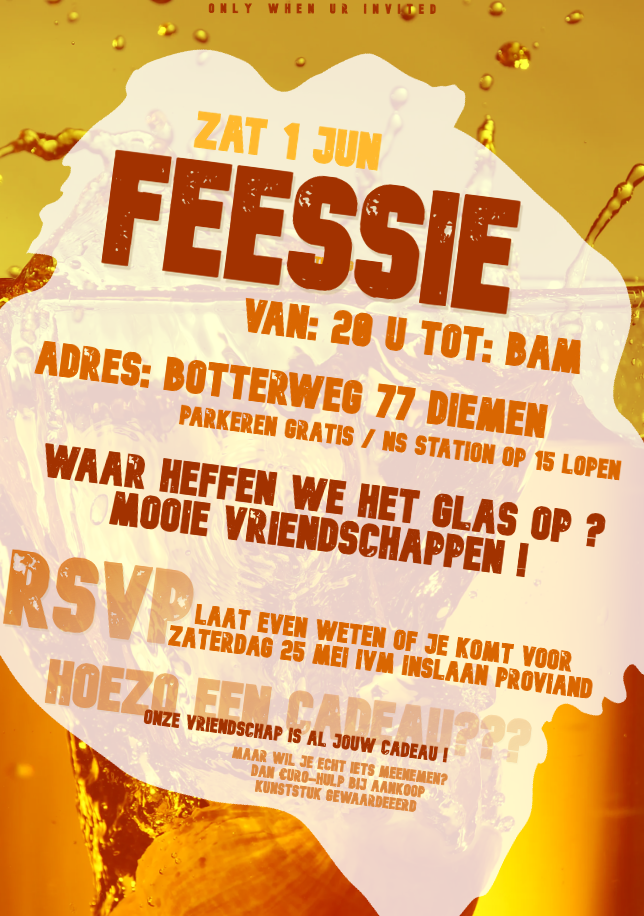 ONLY WHEN UR INVITED
ZAT 1 JUN
FEESSIE
VAN: 20 U TOT: BAM
ADRES: BOTTERWEG 77 DIEMEN
PARKEREN GRATIS / NS STATION OP 15 LOPEN
WAAR HEFFEN WE HET GLAS OP ?
MOOIE VRIENDSCHAPPEN !
RSVP
LAAT EVEN WETEN OF JE KOMT VOOR
ZATERDAG 25 MEI IVM INSLAAN PROVIAND
HOEZO EEN CADEAU???
ONZE VRIENDSCHAP IS AL JOUW CADEAU !
MAAR WIL JE ECHT IETS MEENEMEN?
DAN €URO-HULP BIJ AANKOOP
KUNSTSTUK GEWAARDEEERD